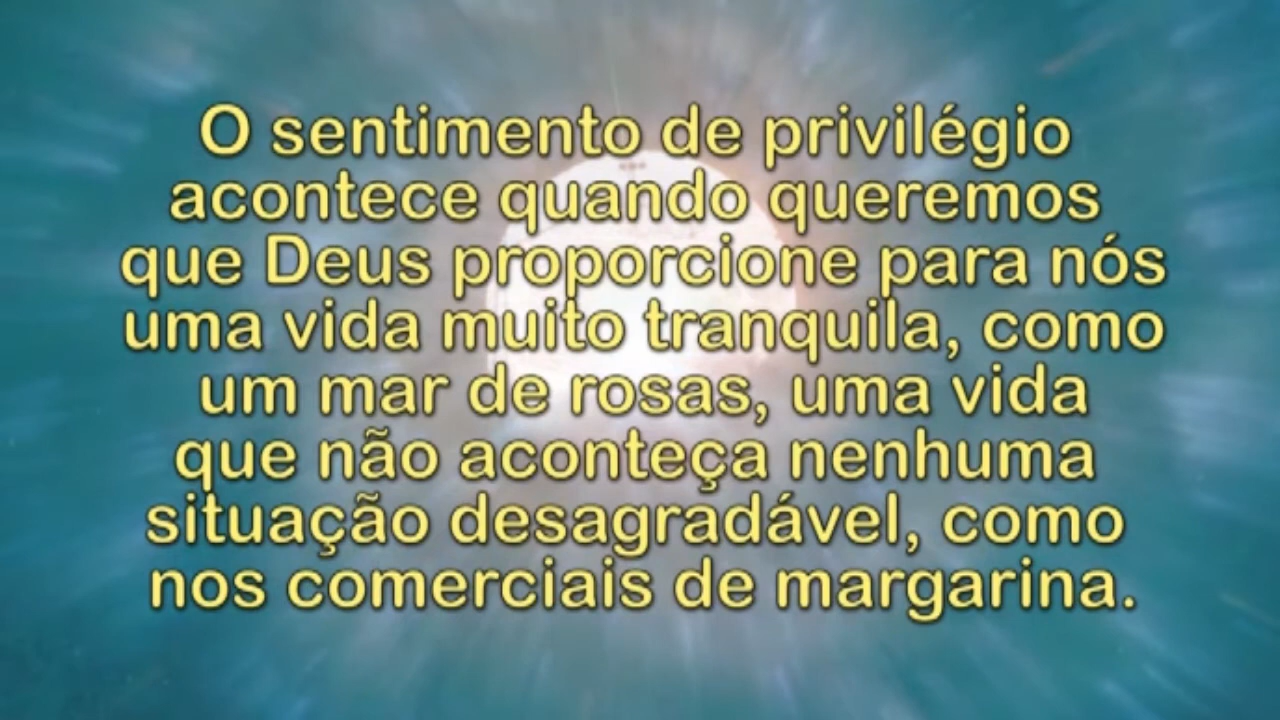 O sentimento de privilégio
acontece quando queremos
que Deus proporcione para nós
uma vida muito tranquila, como
um mar de rosas, uma vida
que não aconteça nenhuma
situação desagradável, como
nos comerciais de margarina.